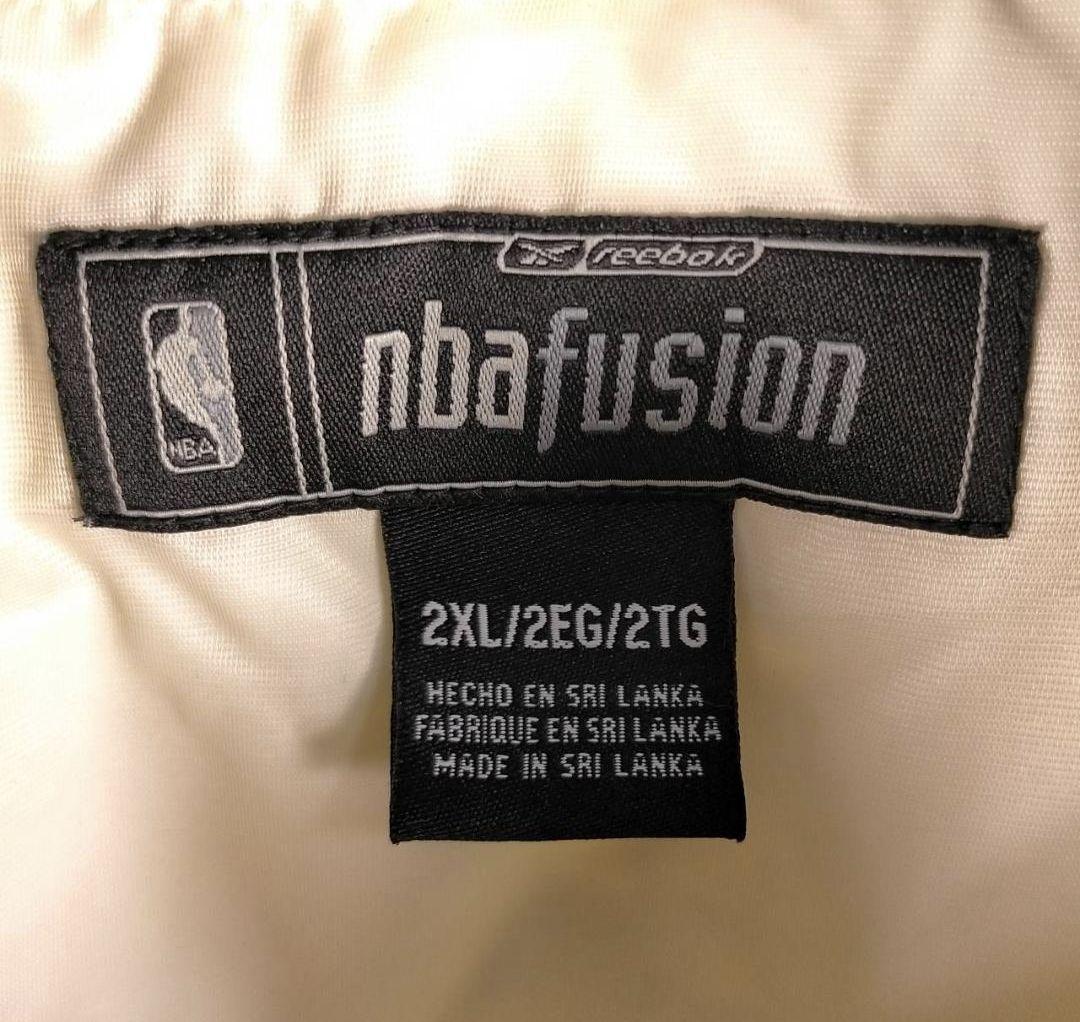 reebok
NBA
nbafusion
2XL/2EG/2TG
HECHO EN SRI LANKA
FABRIQUE EN SRI LANKA
MADE IN SRI LANKA